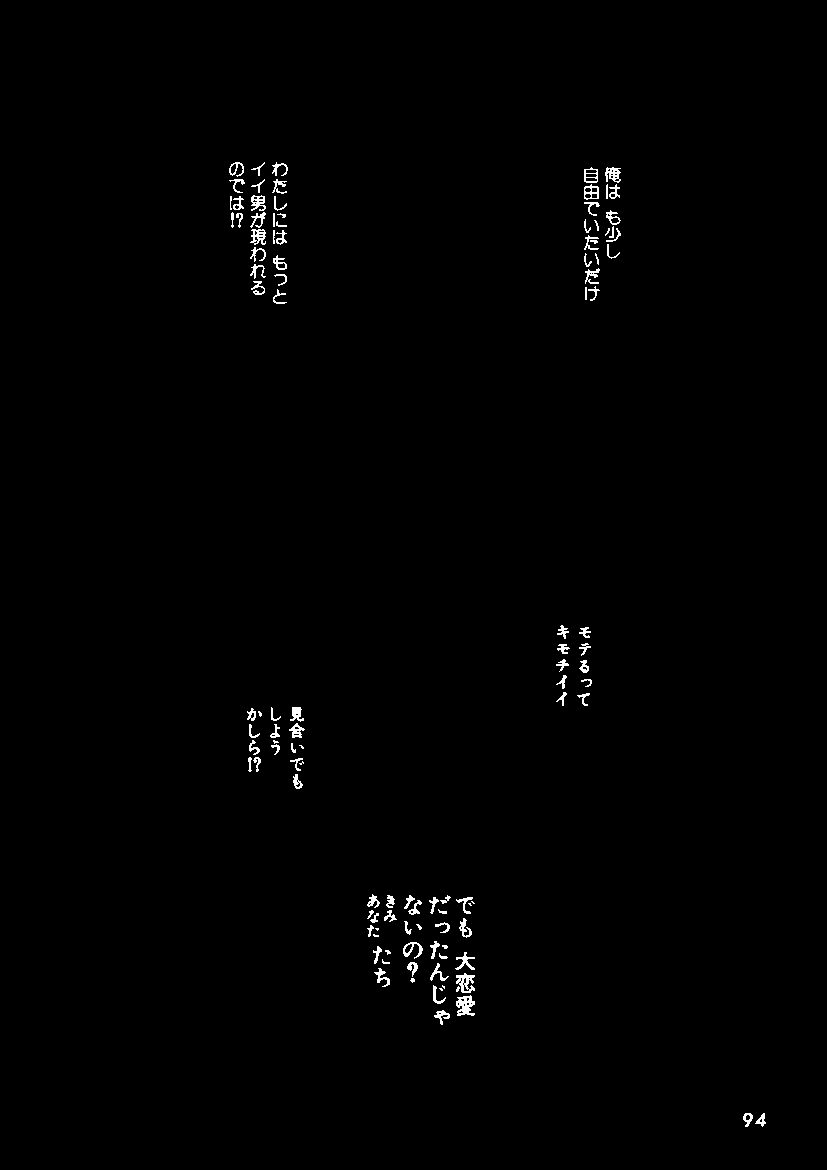 俺は も少し
自由でいたいだけ
わたしには もっと
イイ男が現われる
のでは!?
モテるって
キモチイイ
見合いでも
しよう
かしら!?
でも 大恋愛
だったんじゃ
ないの?
きみ
あなた たち
94